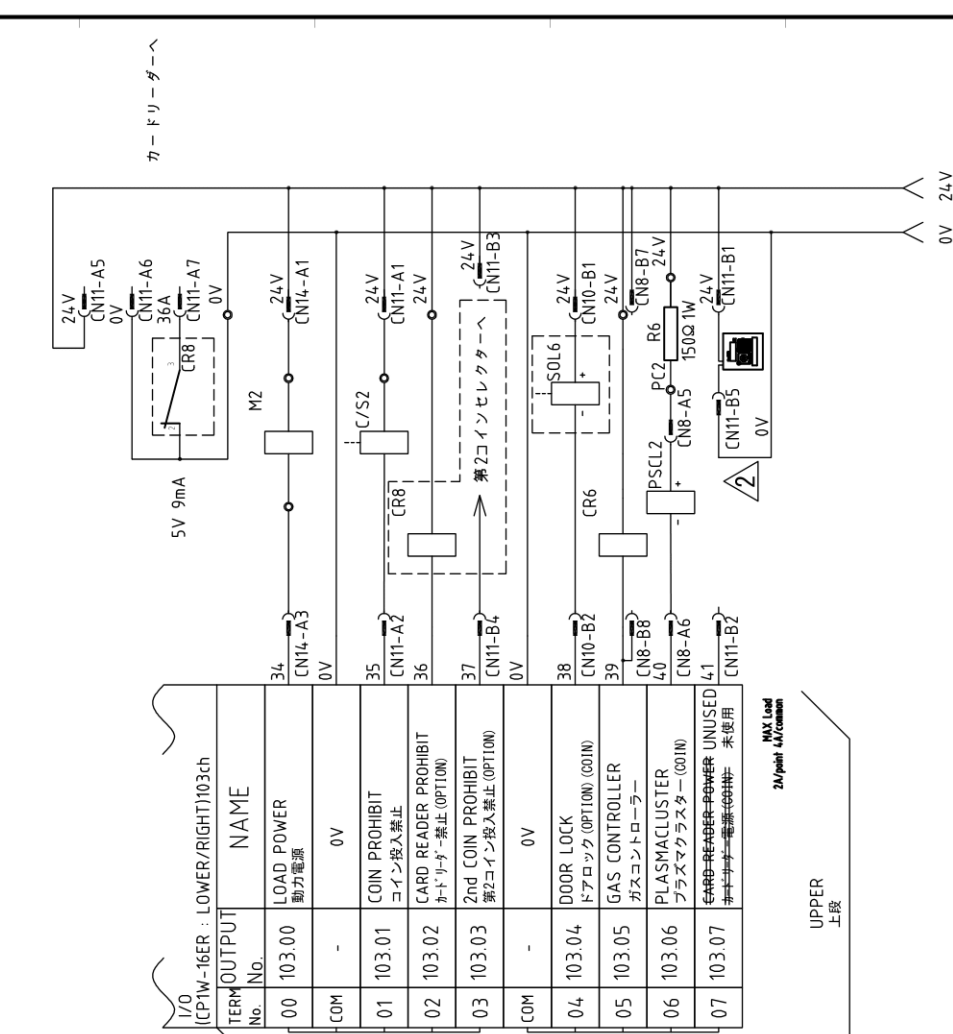 カードリーダーへ
24V
CN11-A5
0V
CN11-A6
36A
CN11-A7
0V
CR8
3
2
5V 9mA
I/O
(CP1W-16ER : LOWER/RIGHT)103ch
TERM No.
OUTPUT No.
NAME
00
103.00
LOAD POWER
動力電源
34
CN14-A3
M2
24V
CN14-A1
COM
-
0V
0V
01
103.01
COIN PROHIBIT
コイン投入禁止
35
CN11-A2
C/S2
24V
CN11-A1
02
103.02
CARD READER PROHIBIT
カードリーダー禁止(OPTION)
36
CR8
24V
03
103.03
2nd COIN PROHIBIT
第2コイン投入禁止(OPTION)
37
CN11-B4
第2コインセレクターへ
24V
CN11-B3
COM
-
0V
0V
04
103.04
DOOR LOCK
ドアロック(OPTION)(COIN)
38
CN10-B2
SOL6
- +
24V
CN10-B1
05
103.05
GAS CONTROLLER
ガスコントローラー
39
CN8-B8
CR6
24V
CN8-B7
06
103.06
PLASMACLUSTER
プラズマクラスター(COIN)
40
CN8-A6
PSCL2
- +
CN8-A5
PC2
R6
150Ω 1W
24V
07
103.07
CARD READER POWER UNUSED
カードリーダー電源(COIN) 未使用
41
CN11-B2
2
CN11-B5
0V
24V
CN11-B1
MAX Load
2A/point 4A/common
UPPER
上段
0V
24V